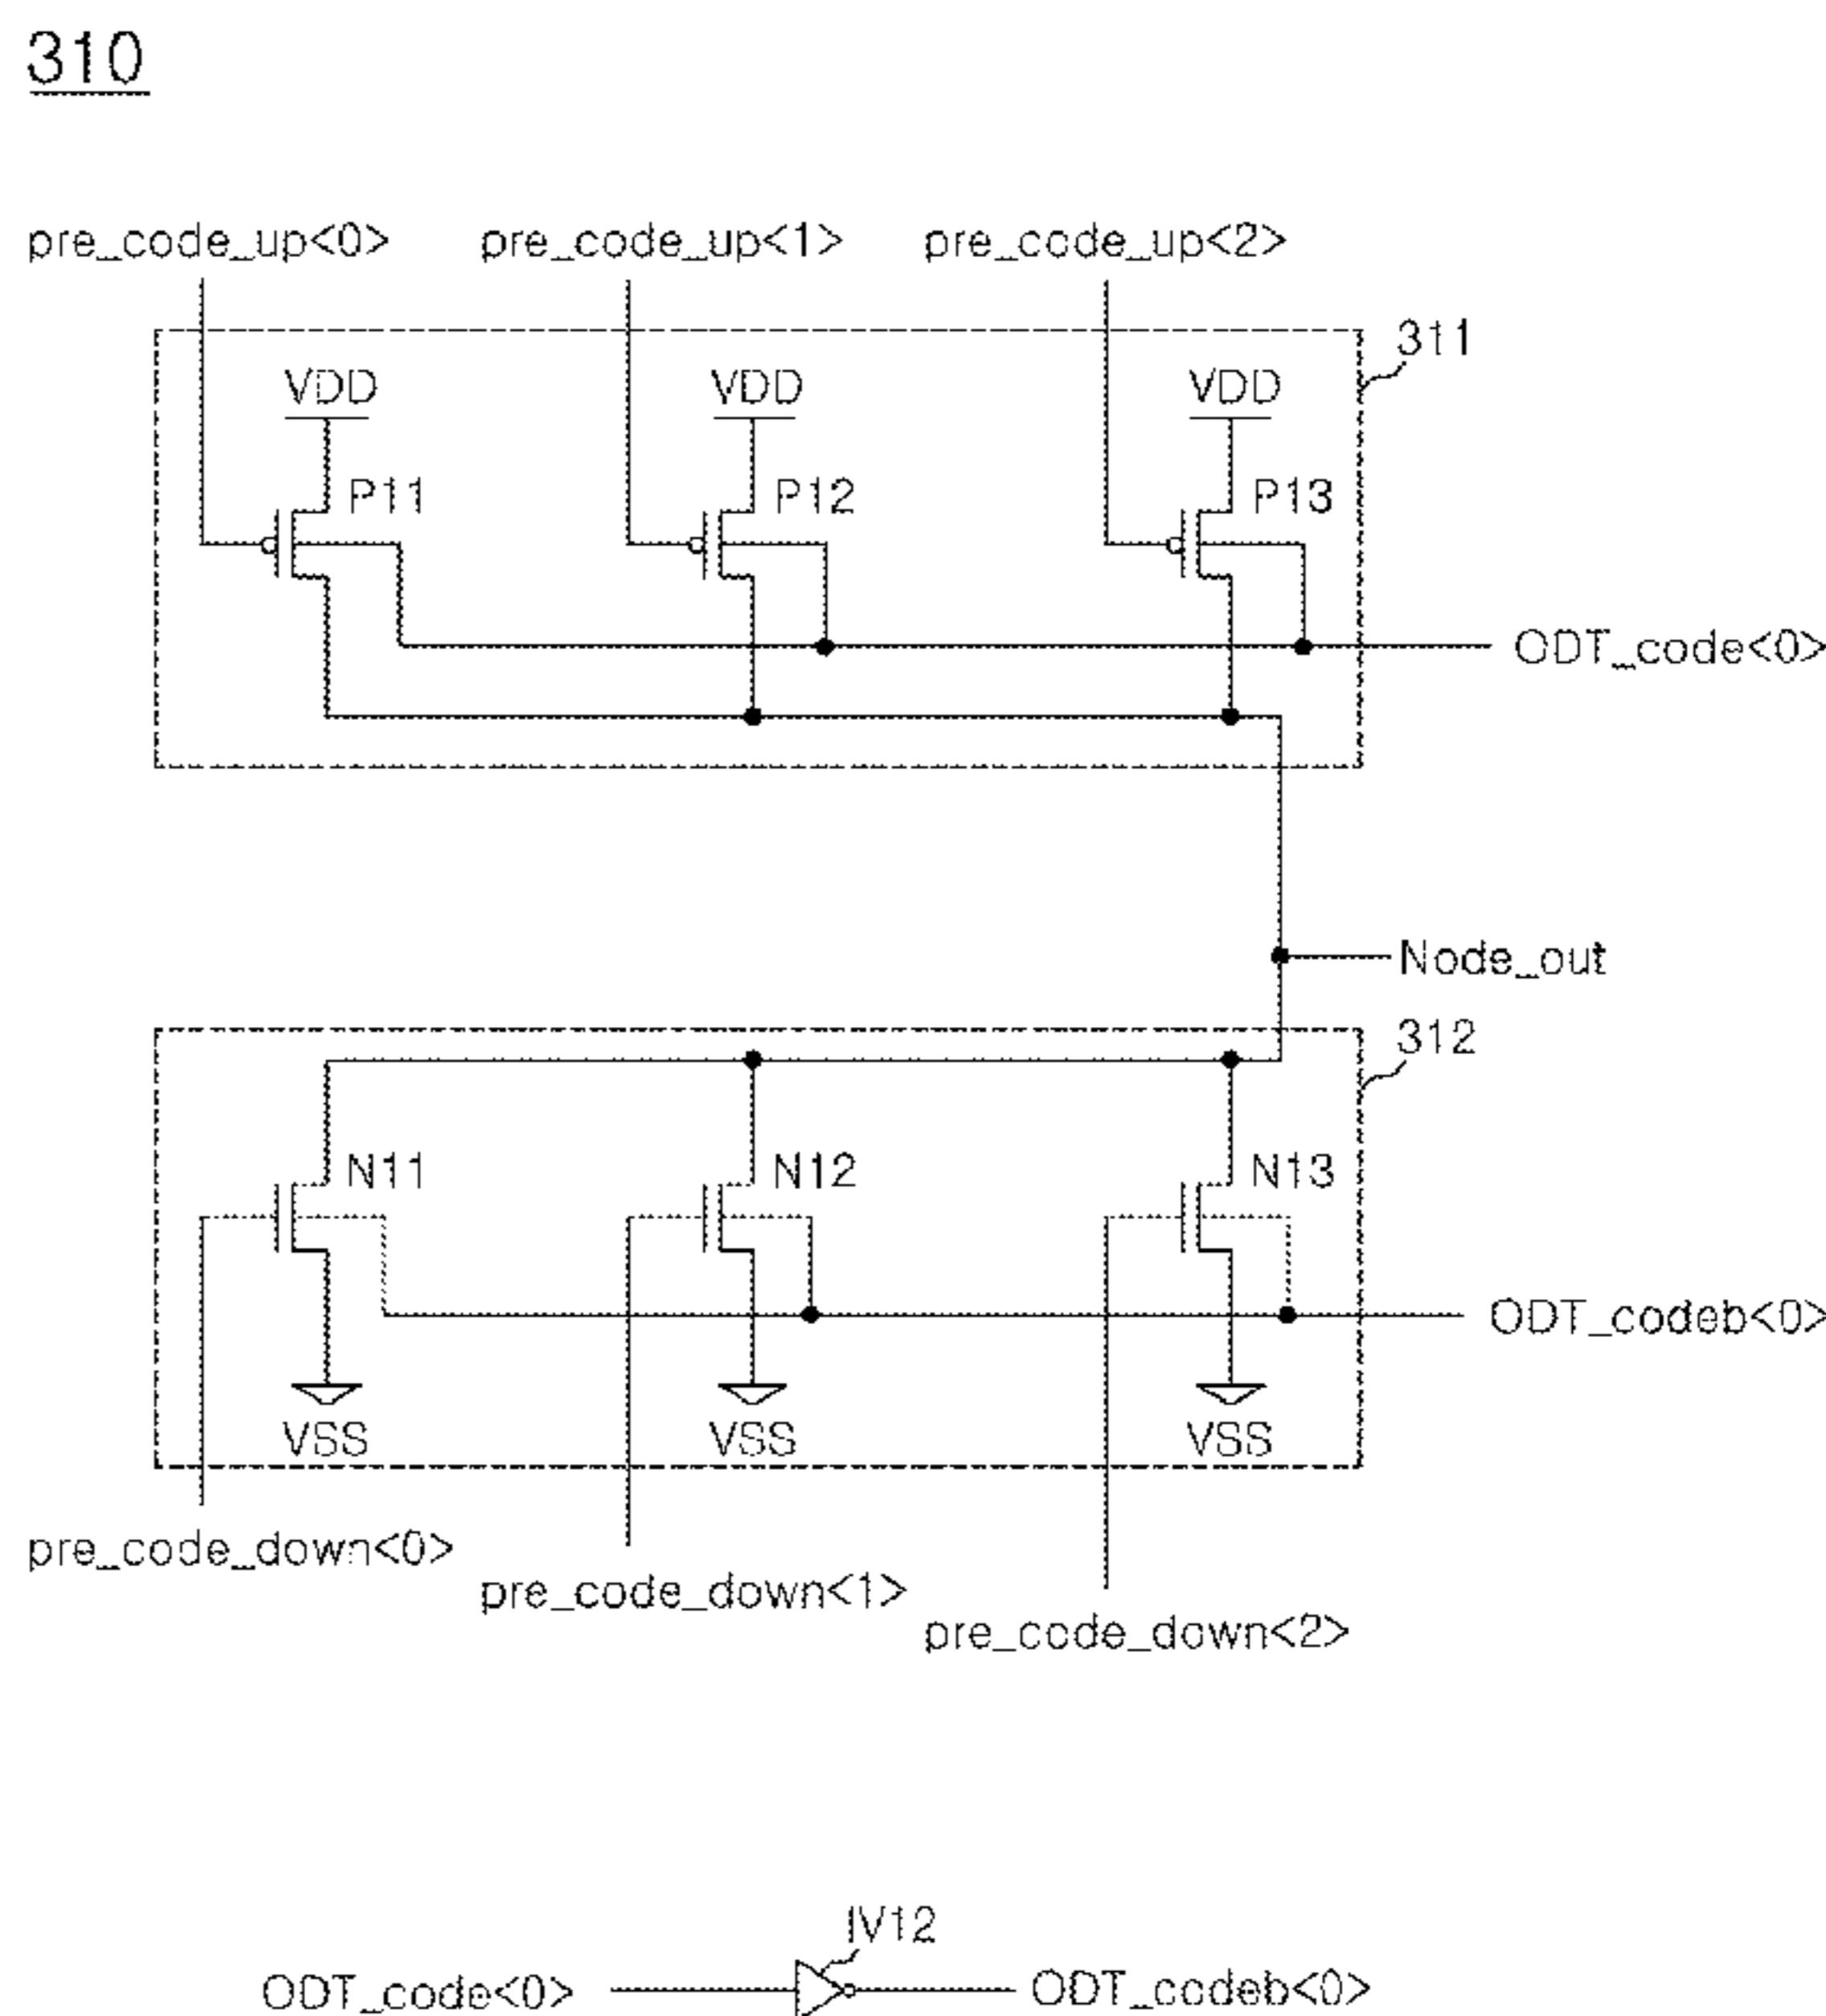 310
pre_code_up<0> pre_code_up<1> pre_code_up<2>
311
VDD VDD VDD
P11 P12 P13
ODT_code<0>
Node_out
312
N11 N12 N13
ODT_codeb<0>
VSS VSS VSS
pre_code_down<0>
pre_code_down<1>
pre_code_down<2>
IV12
ODT_code<0> ODT_codeb<0>